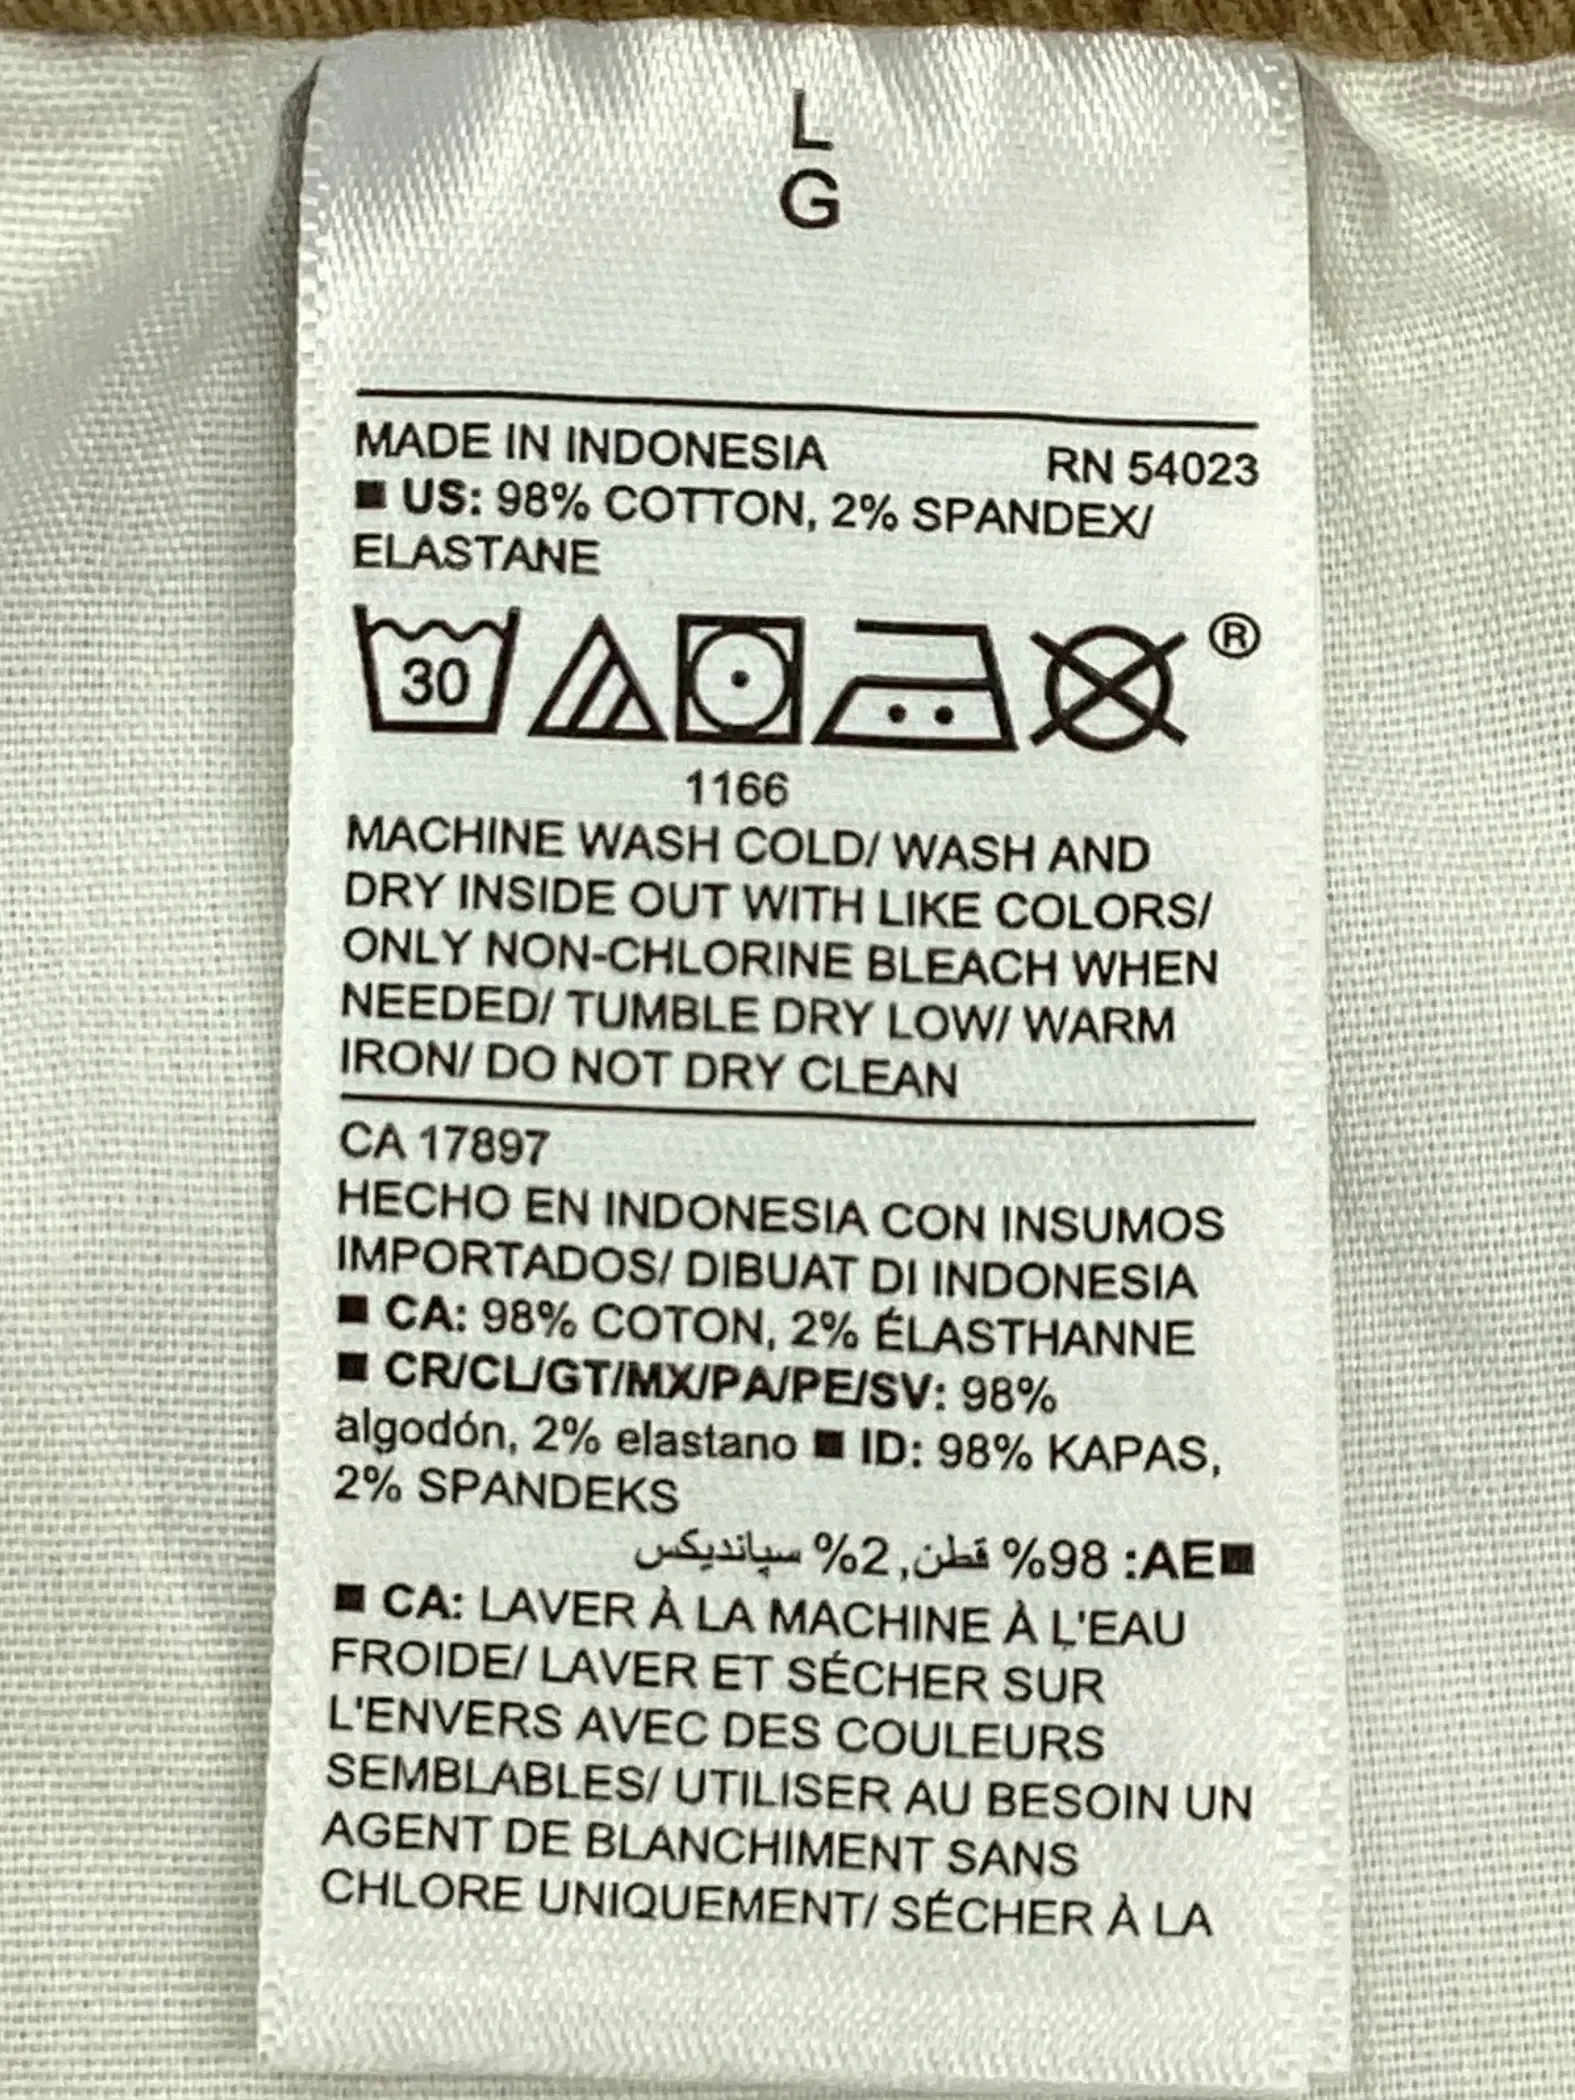 L
G
MADE IN INDONESIA RN 54023
■ US: 98% COTTON, 2% SPANDEX/
ELASTANE
30 ®
1166
MACHINE WASH COLD/ WASH AND
DRY INSIDE OUT WITH LIKE COLORS/
ONLY NON-CHLORINE BLEACH WHEN
NEEDED/ TUMBLE DRY LOW/ WARM
IRON/ DO NOT DRY CLEAN
CA 17897
HECHO EN INDONESIA CON INSUMOS
IMPORTADOS/ DIBUAT DI INDONESIA
■ CA: 98% COTON, 2% ÉLASTHANNE
■ CR/CL/GT/MX/PA/PE/SV: 98%
algodón, 2% elastano ■ ID: 98% KAPAS,
2% SPANDEKS
■AE: 98% قطن, 2% سپاندیکس
■ CA: LAVER À LA MACHINE À L'EAU
FROIDE/ LAVER ET SÉCHER SUR
L'ENVERS AVEC DES COULEURS
SEMBLABLES/ UTILISER AU BESOIN UN
AGENT DE BLANCHIMENT SANS
CHLORE UNIQUEMENT/ SÉCHER À LA